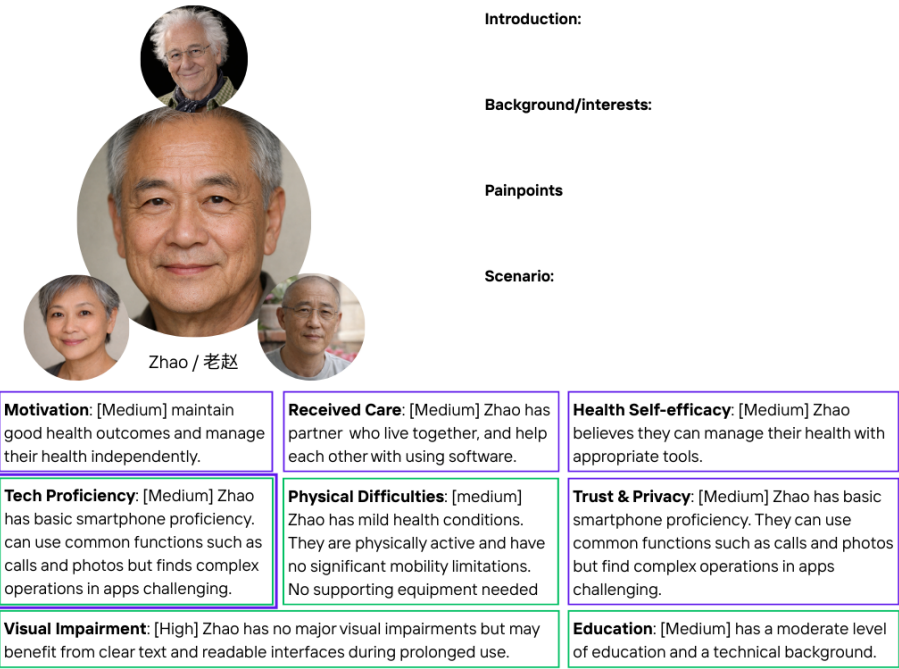 Introduction:
Background/interests:
Painpoints
Scenario:
Zhao / 老赵
Motivation: [Medium] maintain
good health outcomes and manage
their health independently.
Received Care: [Medium] Zhao has
partner who live together, and help
each other with using software.
Health Self-efficacy: [Medium] Zhao
believes they can manage their health with
appropriate tools.
Tech Proficiency: [Medium] Zhao
has basic smartphone proficiency.
can use common functions such as
calls and photos but finds complex
operations in apps challenging.
Physical Difficulties: [medium]
Zhao has mild health conditions.
They are physically active and have
no significant mobility limitations.
No supporting equipment needed
Trust & Privacy: [Medium] Zhao has basic
smartphone proficiency. They can use
common functions such as calls and photos
but find complex operations in apps
challenging.
Visual Impairment: [High] Zhao has no major visual impairments but may
benefit from clear text and readable interfaces during prolonged use.
Education: [Medium] has a moderate level
of education and a technical background.